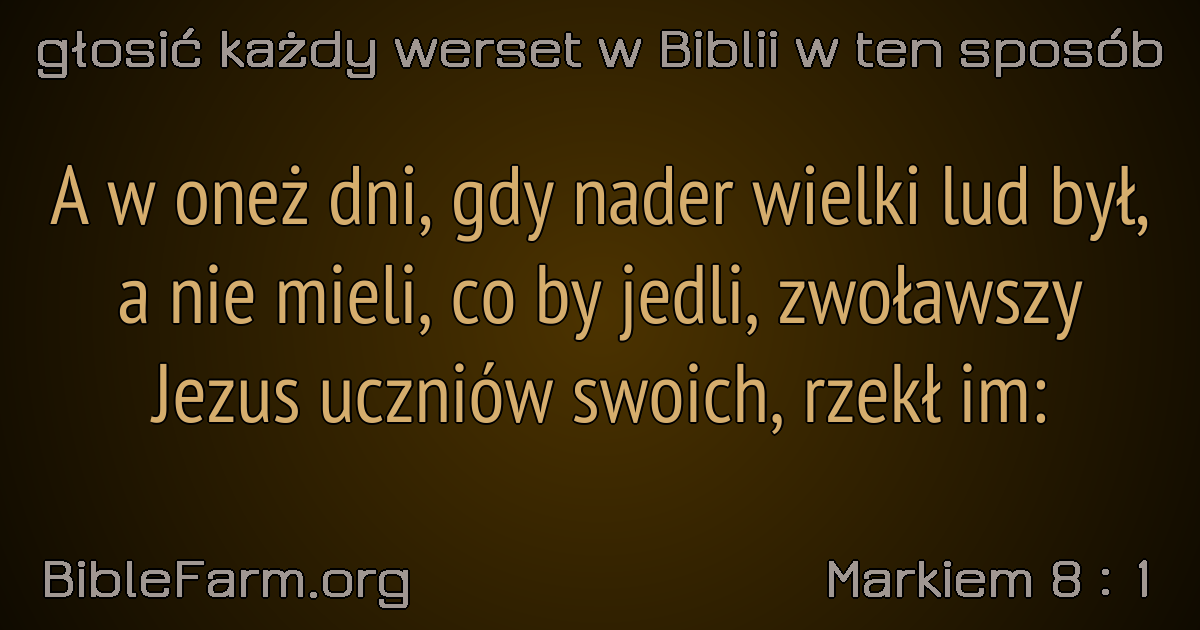 głosić każdy werset w Biblii w ten sposób
A w oneż dni, gdy nader wielki lud był,
a nie mieli, co by jedli, zwoławszy
Jezus uczniów swoich, rzekł im:
BibleFarm.org
Markiem 8 : 1